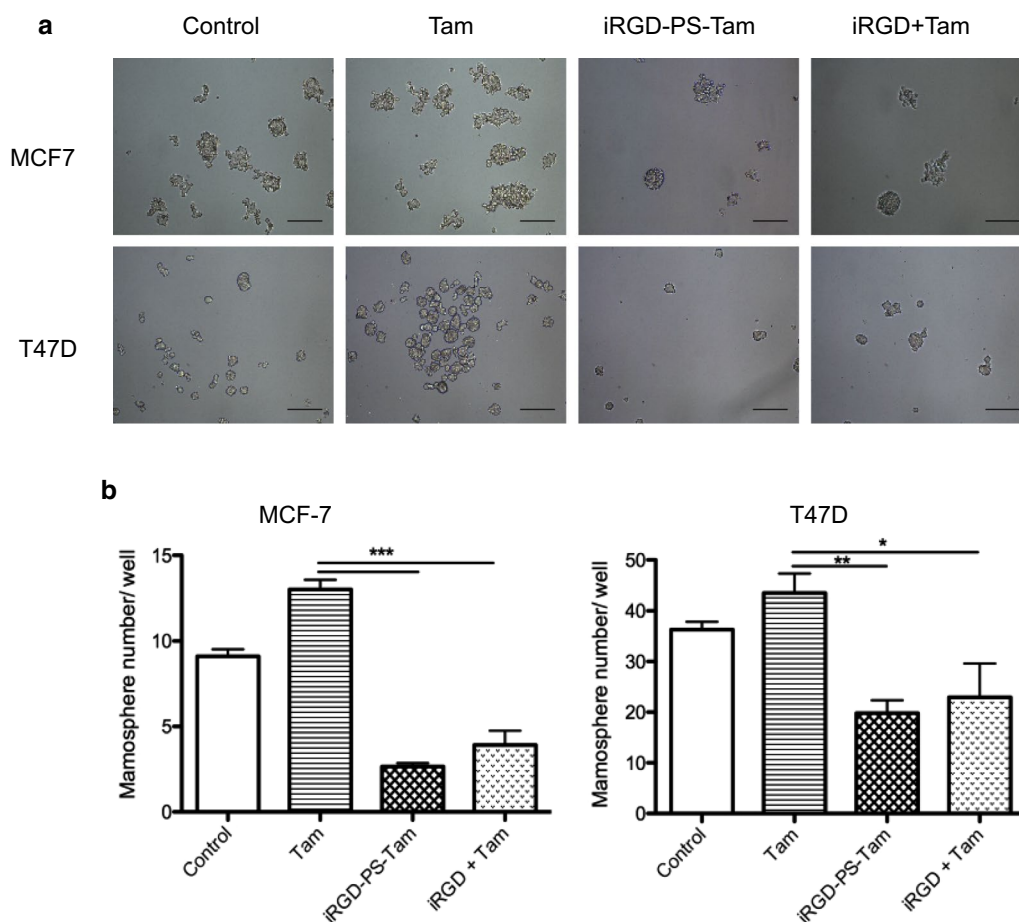 a
Control Tam iRGD-PS-Tam iRGD+Tam
MCF7
T47D
b
MCF-7
Mamosphere number/ well
15
10
5
0
***
Control
Tam
iRGD-PS-Tam
iRGD + Tam
T47D
Mamosphere number/ well
50
40
30
20
10
0
*
**
Control
Tam
iRGD-PS-Tam
iRGD + Tam